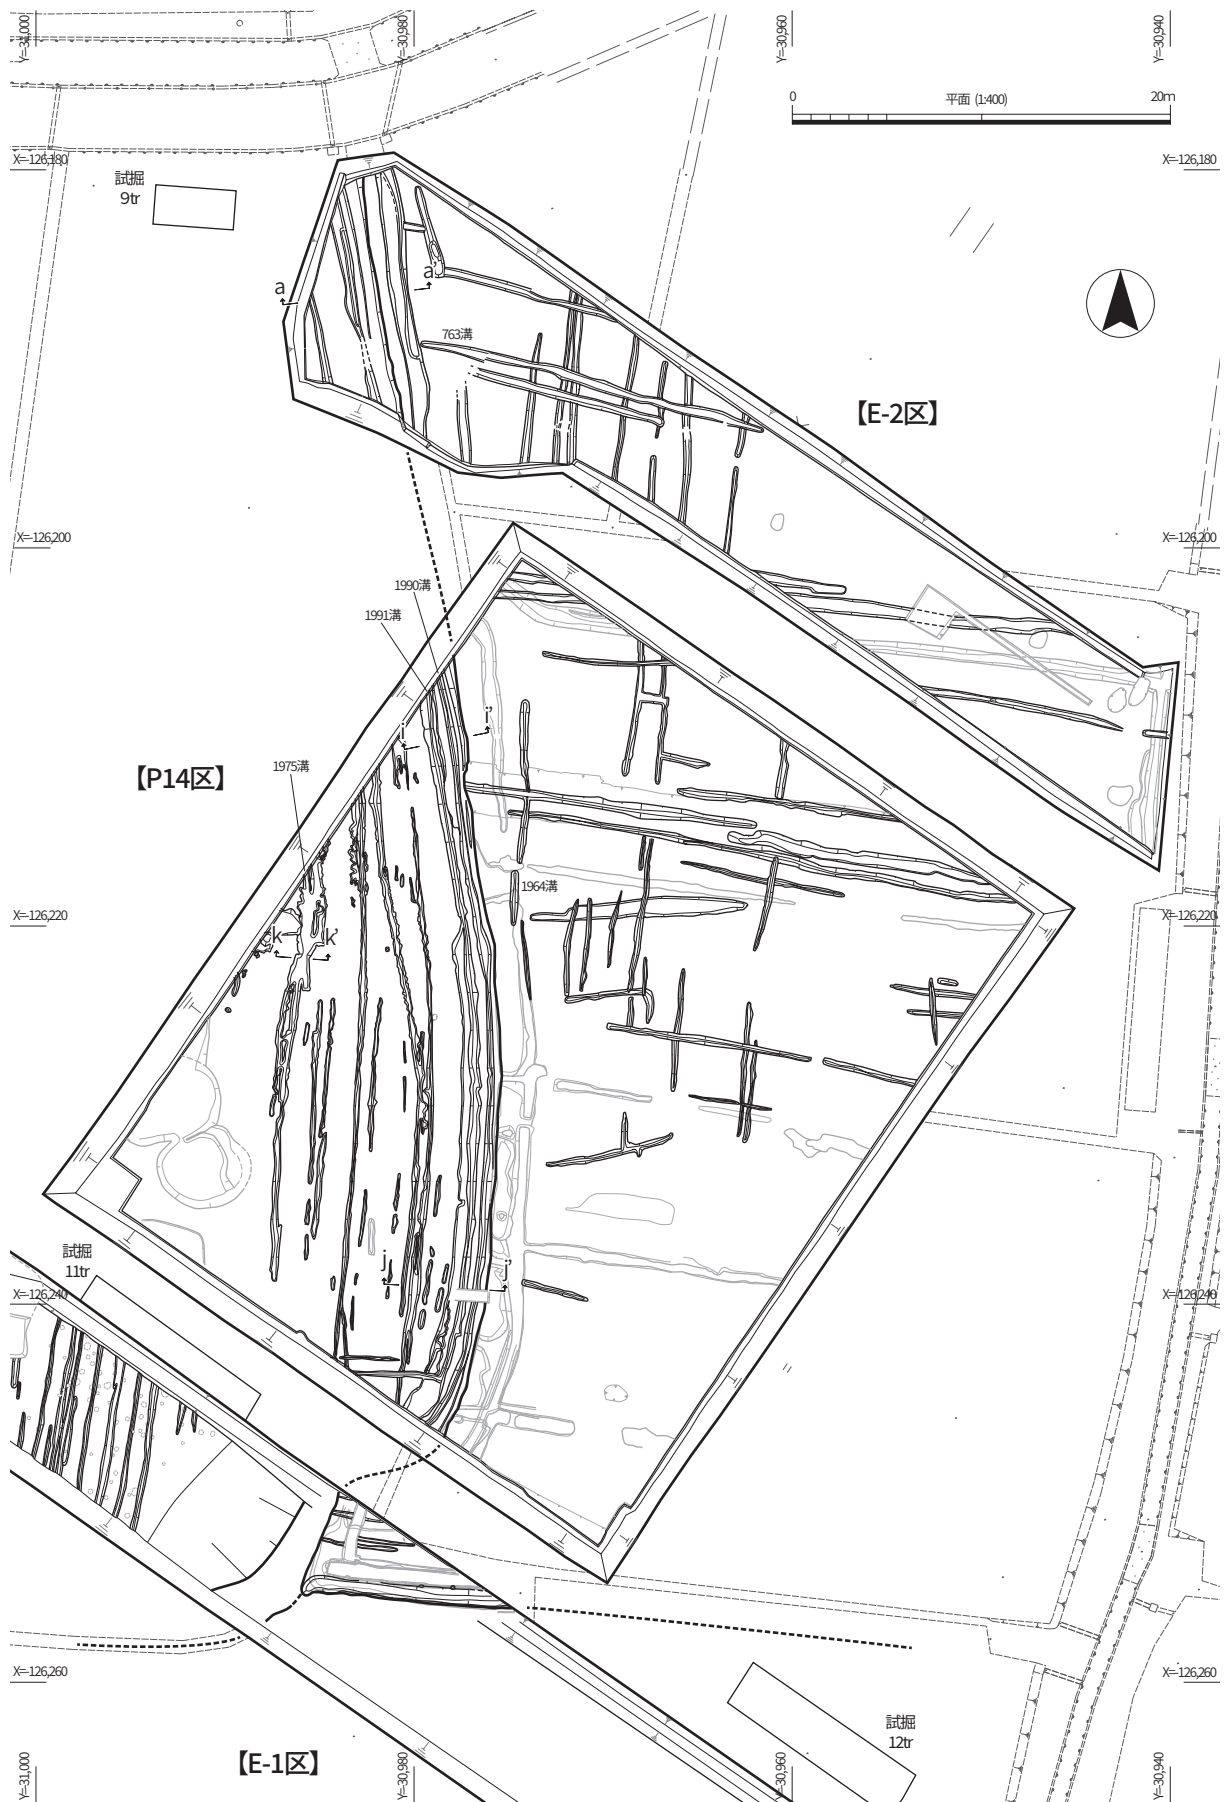 Y=-31,000
Y=-30,980
Y=-30,960
Y=-30,940
0 平面 (1:400) 20m
X=-126,180
X=-126,180
試掘
9tr
a
a'
763溝
【E-2区】
X=-126,200
X=-126,200
1990溝
1991溝
i
i'
【P14区】
1975溝
1964溝
X=-126,220
X=-126,220
k
k'
試掘
11tr
j
j'
X=-126,240
X=-126,240
X=-126,260
X=-126,260
試掘
12tr
【E-1区】
Y=-31,000
Y=-30,980
Y=-30,960
Y=-30,940